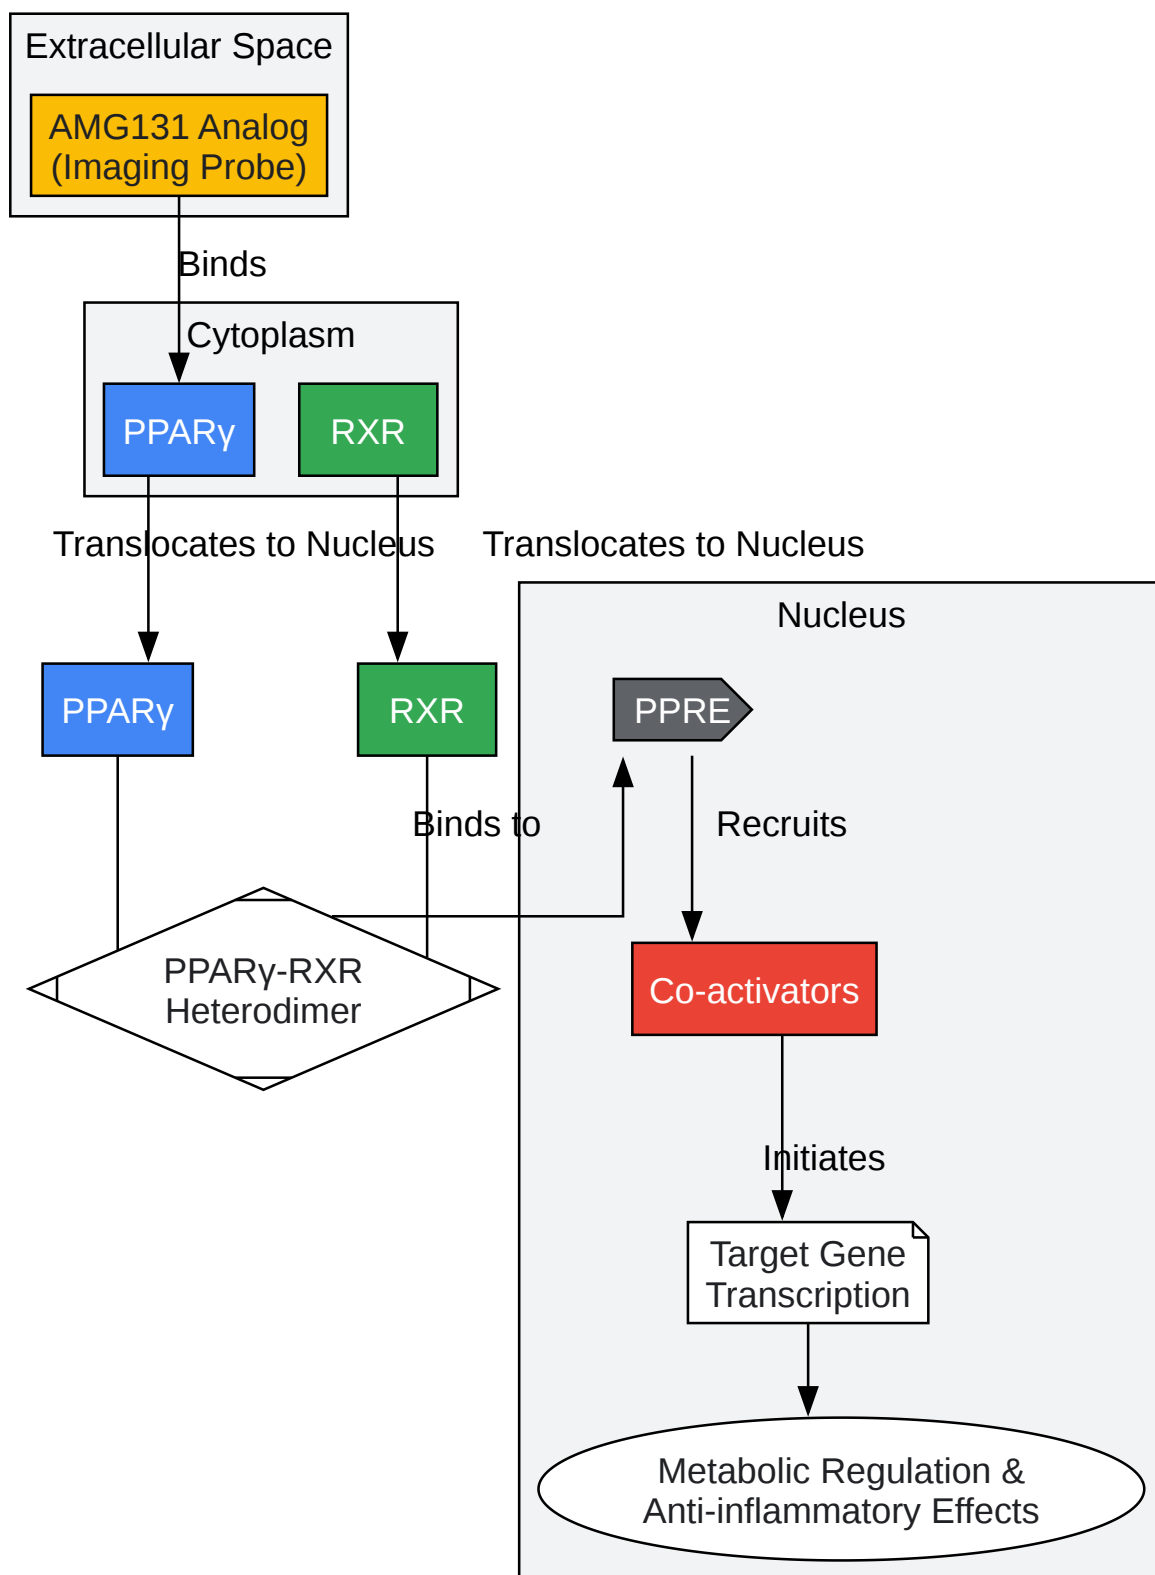 Extracellular Space
AMG131 Analog
(Imaging Probe)
Binds
Cytoplasm
PPARγ
RXR
Translocates to Nucleus
Translocates to Nucleus
Nucleus
PPARγ
RXR
PPRE
Binds to
Recruits
PPARγ-RXR
Heterodimer
Co-activators
Initiates
Target Gene
Transcription
Metabolic Regulation &
Anti-inflammatory Effects